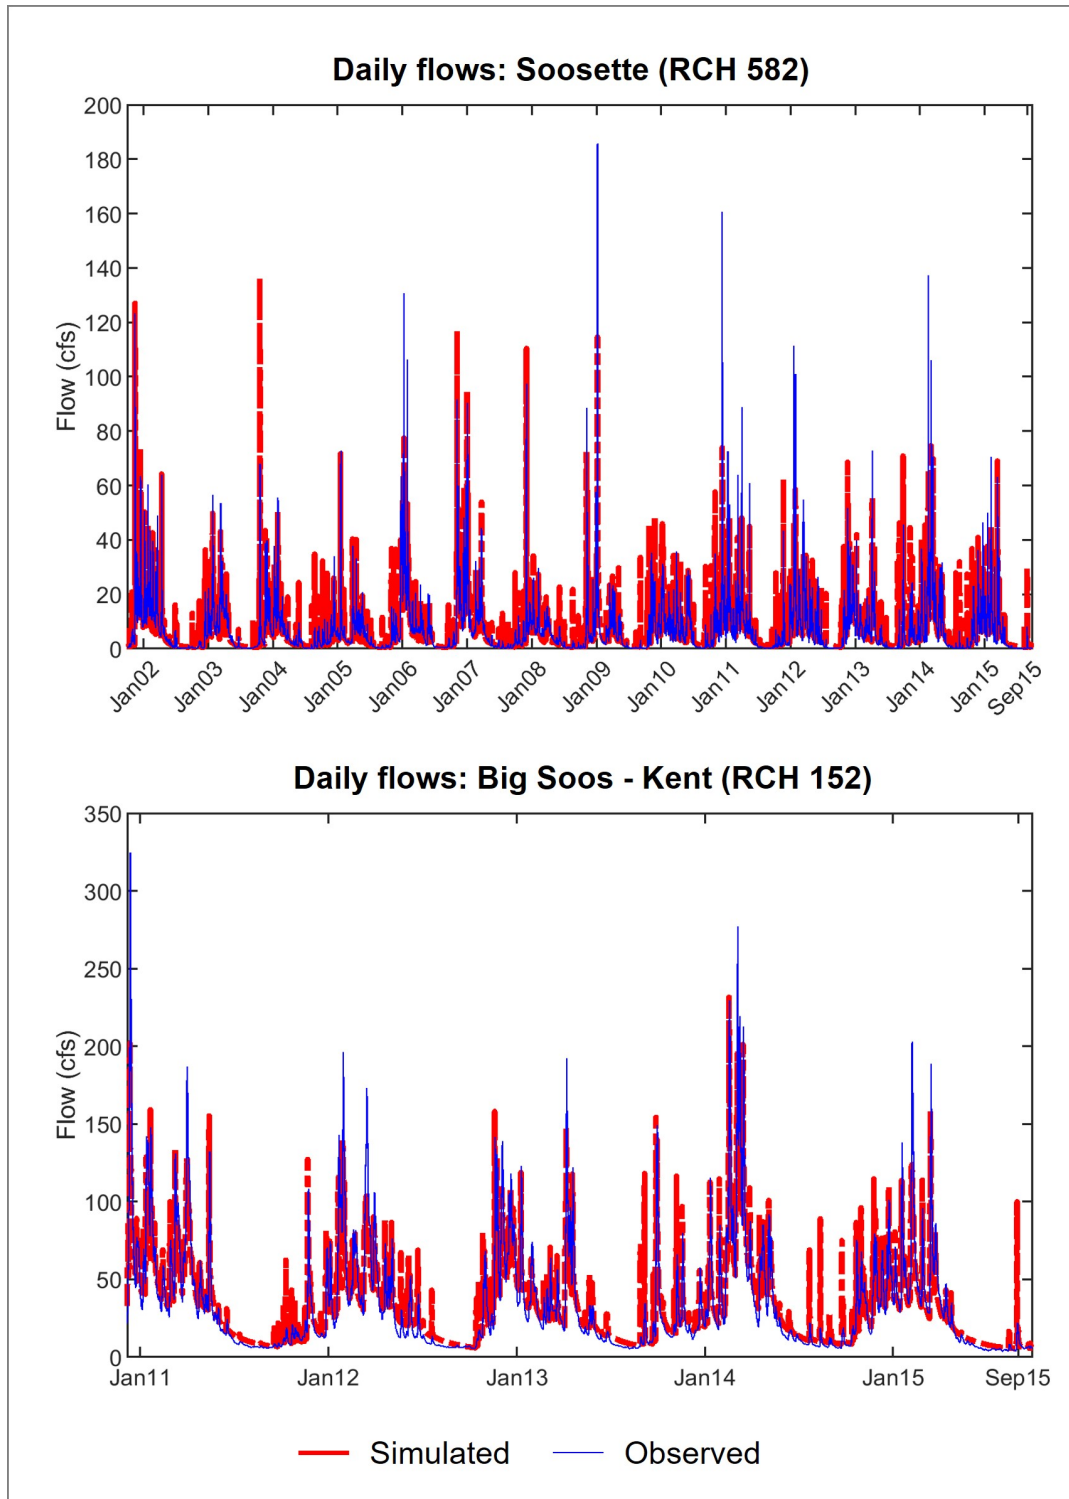 Daily flows: Soosette (RCH 582)
200
180
160
140
120
100
80
60
40
20
0
Flow (cfs)
Jan02 Jan03 Jan04 Jan05 Jan06 Jan07 Jan08 Jan09 Jan10 Jan11 Jan12 Jan13 Jan14 Jan15 Sep15
Daily flows: Big Soos - Kent (RCH 152)
350
300
250
200
150
100
50
0
Flow (cfs)
Jan11 Jan12 Jan13 Jan14 Jan15 Sep15
Simulated Observed